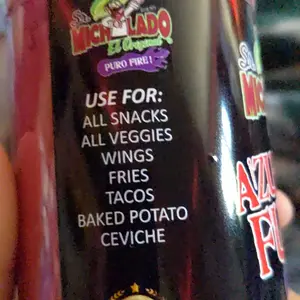 Sr.
MICHELADO
El Original
PURO FIRE!
USE FOR:
ALL SNACKS
ALL VEGGIES
WINGS
FRIES
TACOS
BAKED POTATO
CEVICHE